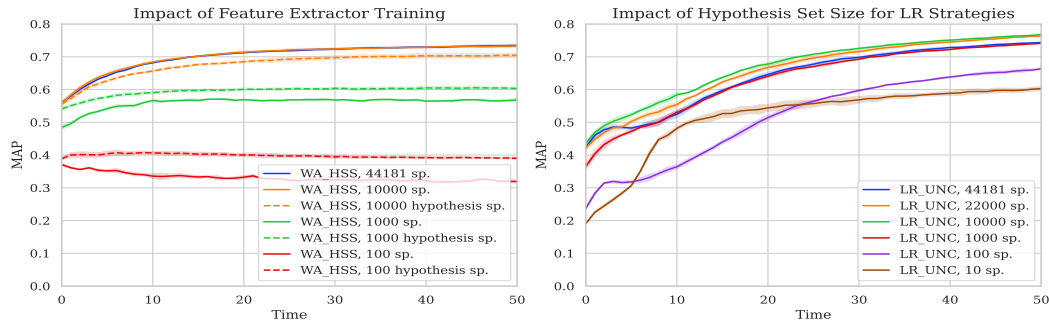 Impact of Feature Extractor Training
MAP
0.8
0.7
0.6
0.5
0.4
0.3
0.2
0.1
0.0
WA_HSS, 44181 sp.
WA_HSS, 10000 sp.
WA_HSS, 10000 hypothesis sp.
WA_HSS, 1000 sp.
WA_HSS, 1000 hypothesis sp.
WA_HSS, 100 sp.
WA_HSS, 100 hypothesis sp.
0 10 20 30 40 50
Time
Impact of Hypothesis Set Size for LR Strategies
MAP
0.8
0.7
0.6
0.5
0.4
0.3
0.2
0.1
0.0
LR_UNC, 44181 sp.
LR_UNC, 22000 sp.
LR_UNC, 10000 sp.
LR_UNC, 1000 sp.
LR_UNC, 100 sp.
LR_UNC, 10 sp.
0 10 20 30 40 50
Time